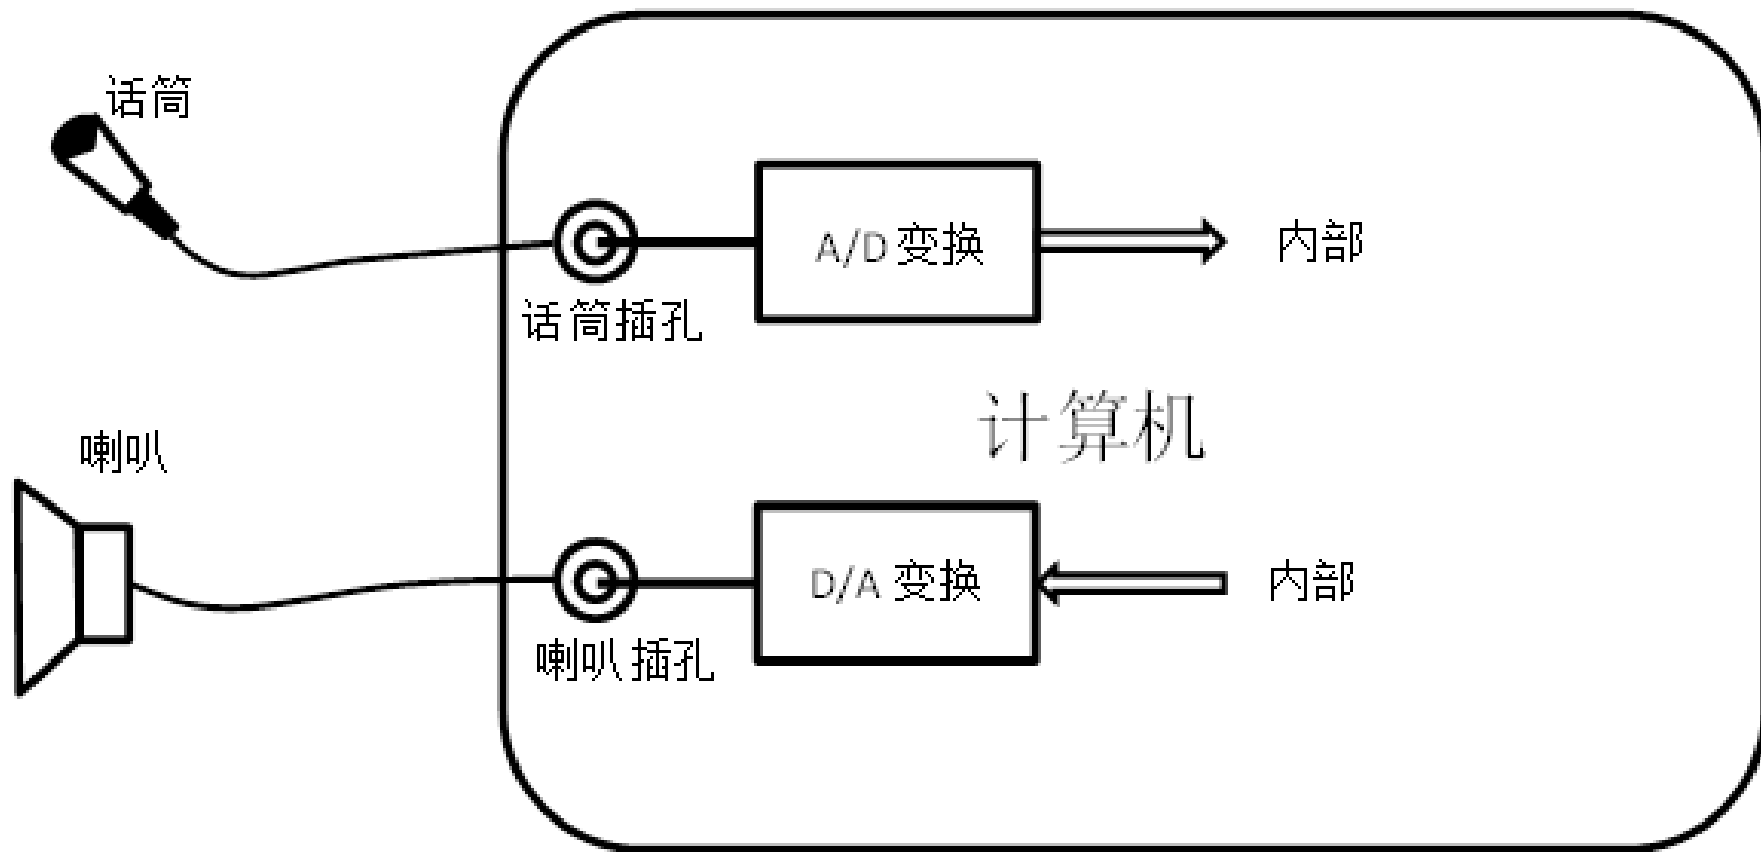 话筒
A/D 变换
内部
话筒插孔
计算机
喇叭
D/A 变换
内部
喇叭插孔